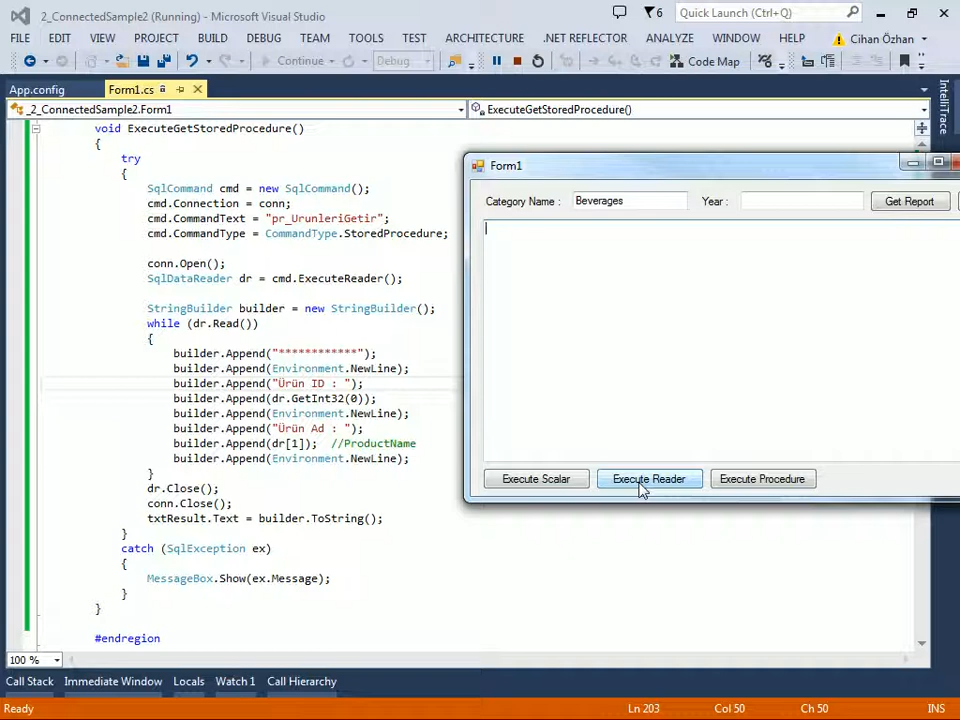 2_ConnectedSample2 (Running) - Microsoft Visual Studio
6
Quick Launch (Ctrl+Q)
FILE EDIT VIEW PROJECT BUILD DEBUG TEAM TOOLS TEST ARCHITECTURE .NET REFLECTOR ANALYZE WINDOW HELP Cihan Özhan
Continue Debug Code Map
App.config Form1.cs
_2_ConnectedSample2.Form1 ExecuteGetStoredProcedure()
IntelliTrace
void ExecuteGetStoredProcedure()
{
try
{
SqlCommand cmd = new SqlCommand();
cmd.Connection = conn;
cmd.CommandText = "pr_UrunleriGetir";
cmd.CommandType = CommandType.StoredProcedure;
conn.Open();
SqlDataReader dr = cmd.ExecuteReader();
StringBuilder builder = new StringBuilder();
while (dr.Read())
{
builder.Append("************");
builder.Append(Environment.NewLine);
builder.Append("Ürün ID : ");
builder.Append(dr.GetInt32(0));
builder.Append(Environment.NewLine);
builder.Append("Ürün Ad : ");
builder.Append(dr[1]); //ProductName
builder.Append(Environment.NewLine);
}
dr.Close();
conn.Close();
txtResult.Text = builder.ToString();
}
catch (SqlException ex)
{
MessageBox.Show(ex.Message);
}
}
#endregion
Form1
Category Name : Beverages Year : Get Report
Execute Scalar Execute Reader Execute Procedure
100 %
Call Stack Immediate Window Locals Watch 1 Call Hierarchy
Ready Ln 203 Col 50 Ch 50 INS